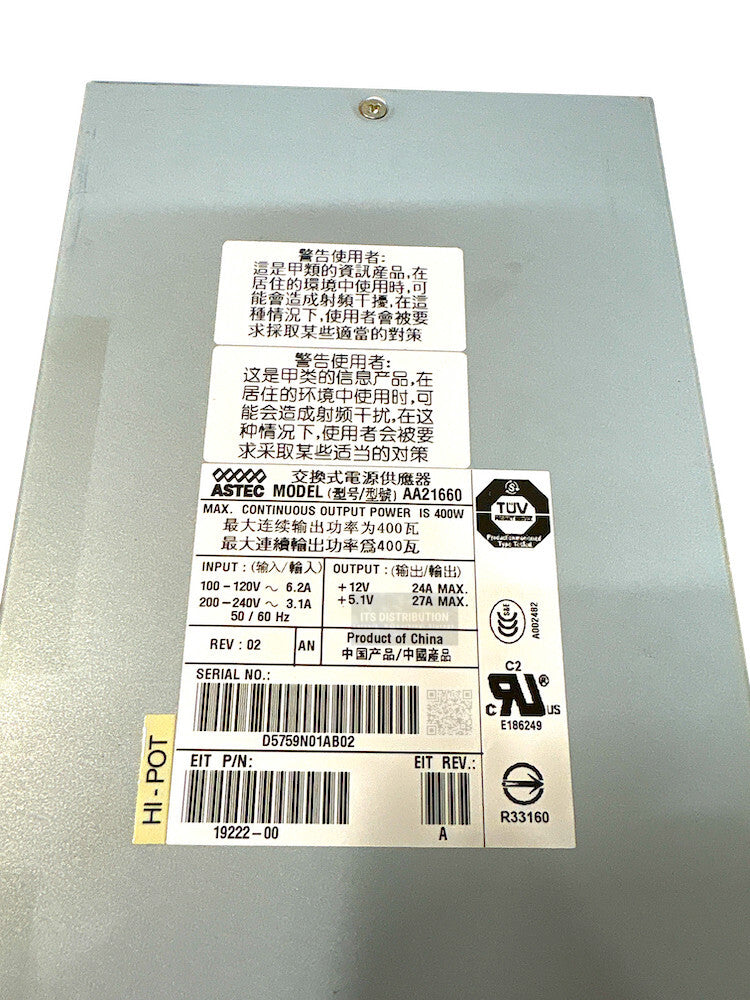 警告使用者:
這是甲類的資訊産品,在
居住的環境中使用時,可
能會造成射頻干擾,在這
種情況下,使用者會被要
求採取某些適當的對策
警告使用者:
这是甲类的信息产品,在
居住的环境中使用时,可
能会造成射频干扰,在这
种情况下,使用者会被要
求采取某些适当的对策
ASTEC
交換式電源供應器
MODEL (型号/型號) AA21660
MAX. CONTINUOUS OUTPUT POWER IS 400W
最大连续输出功率为400瓦
最大連續輸出功率爲400瓦
INPUT: (输入/輸入)
100-120V ~ 6.2A
200-240V ~ 3.1A
50 / 60 Hz
OUTPUT: (输出/輸出)
+12V 24A MAX.
+5.1V 27A MAX.
ITS DISTRIBUTION
REV: 02
AN
Product of China
中国产品/中國産品
SERIAL NO.:
D5759N01AB02
EIT P/N:
19222-00
EIT REV.:
A
HI-POT
TÜV
PRODUCT SERVICE
Production monitored
Type Tested
S&E
A002482
C2
C RU ® US
E186249
R33160